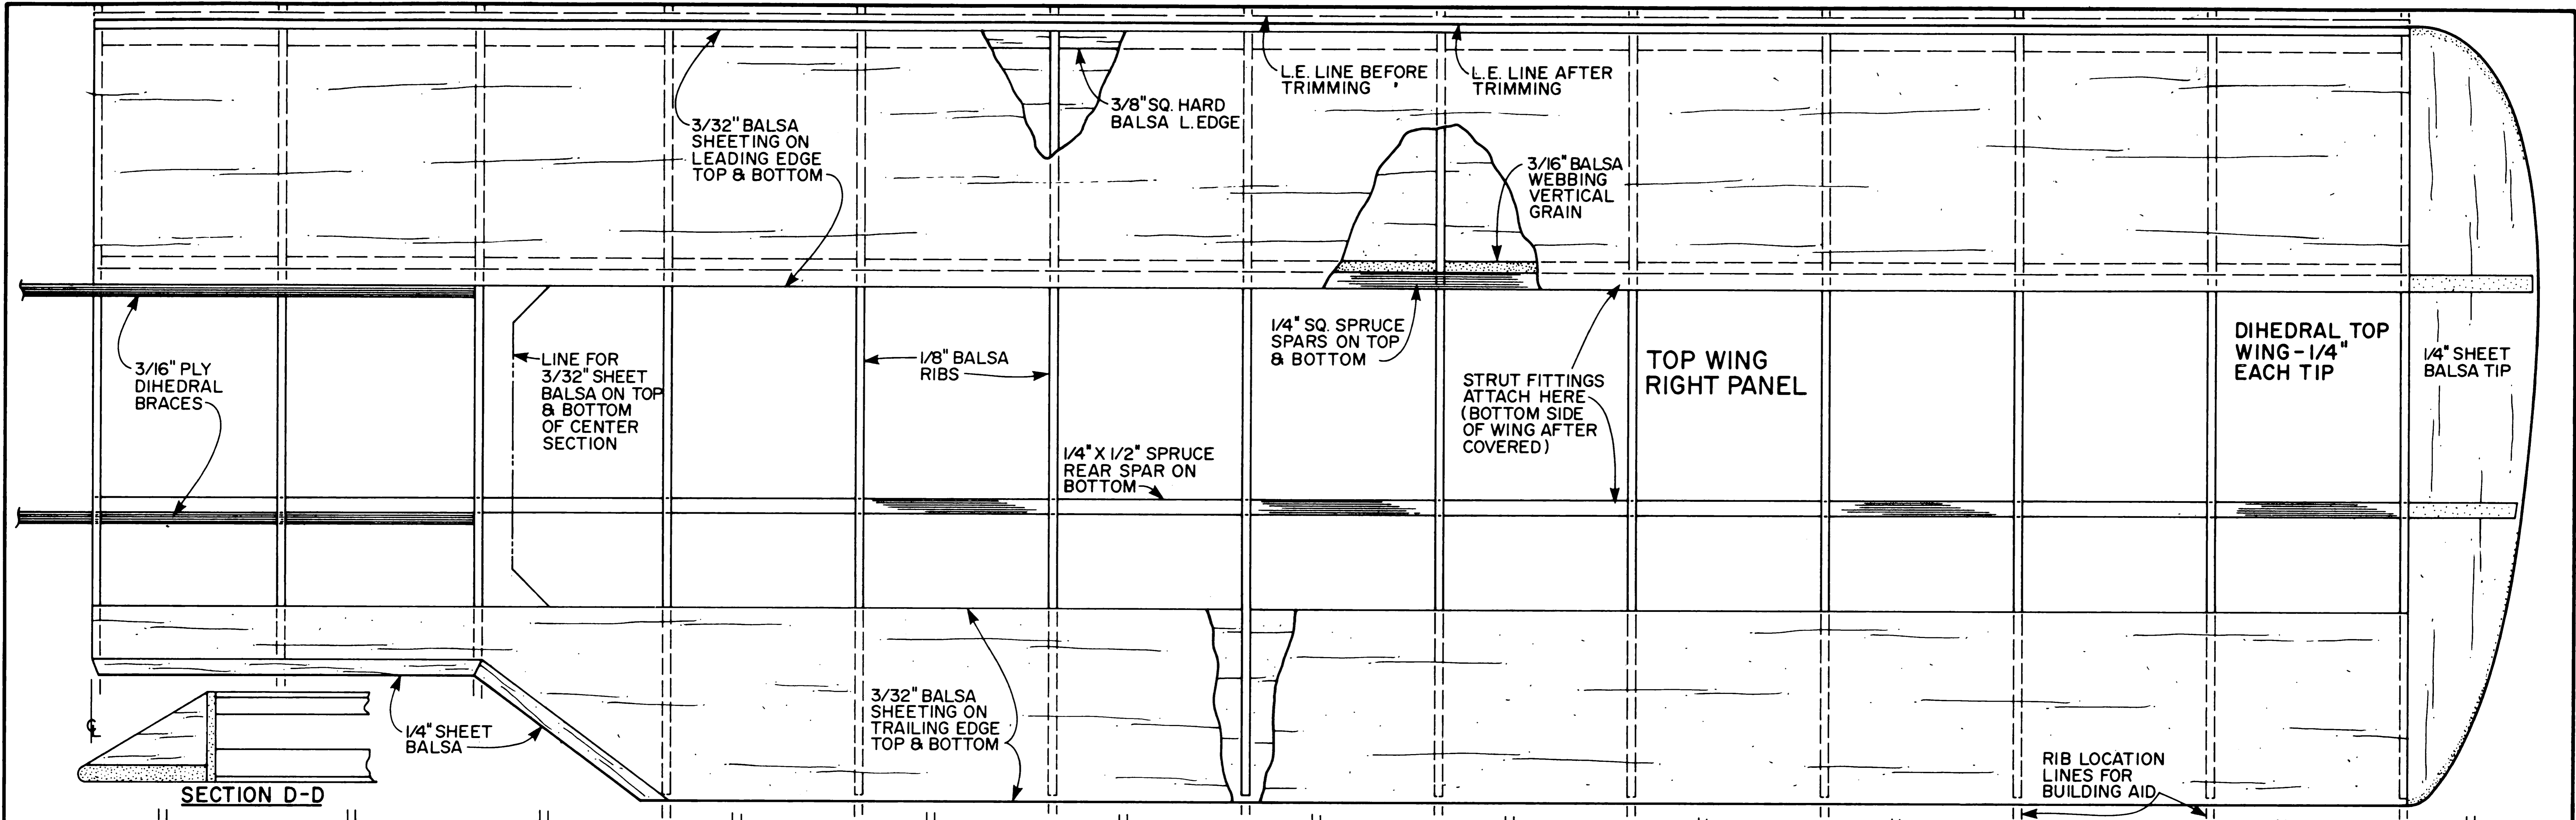 L.E. LINE BEFORE
TRIMMING
L.E. LINE AFTER
TRIMMING
3/8" SQ. HARD
BALSA L.EDGE
3/32" BALSA
SHEETING ON
LEADING EDGE
TOP & BOTTOM
3/16" BALSA
WEBBING
VERTICAL
GRAIN
3/16" PLY
DIHEDRAL
BRACES
LINE FOR
3/32" SHEET
BALSA ON TOP
& BOTTOM
OF CENTER
SECTION
1/8" BALSA
RIBS
1/4" SQ. SPRUCE
SPARS ON TOP
& BOTTOM
STRUT FITTINGS
ATTACH HERE
(BOTTOM SIDE
OF WING AFTER
COVERED)
TOP WING
RIGHT PANEL
DIHEDRAL TOP
WING-1/4"
EACH TIP
1/4" SHEET
BALSA TIP
1/4" X 1/2" SPRUCE
REAR SPAR ON
BOTTOM
3/32" BALSA
SHEETING ON
TRAILING EDGE
TOP & BOTTOM
1/4" SHEET
BALSA
℄
SECTION D-D
RIB LOCATION
LINES FOR
BUILDING AID